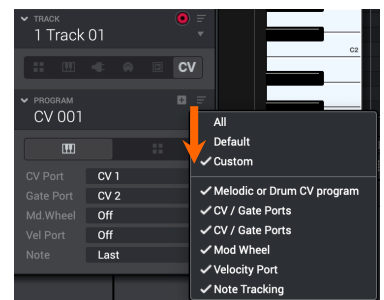 TRACK
1 Track 01
CV
PROGRAM
CV 001
CV Port CV 1
Gate Port CV 2
Md.Wheel Off
Vel Port Off
Note Last
C2
All
Default
Custom
Melodic or Drum CV program
CV / Gate Ports
CV / Gate Ports
Mod Wheel
Velocity Port
Note Tracking